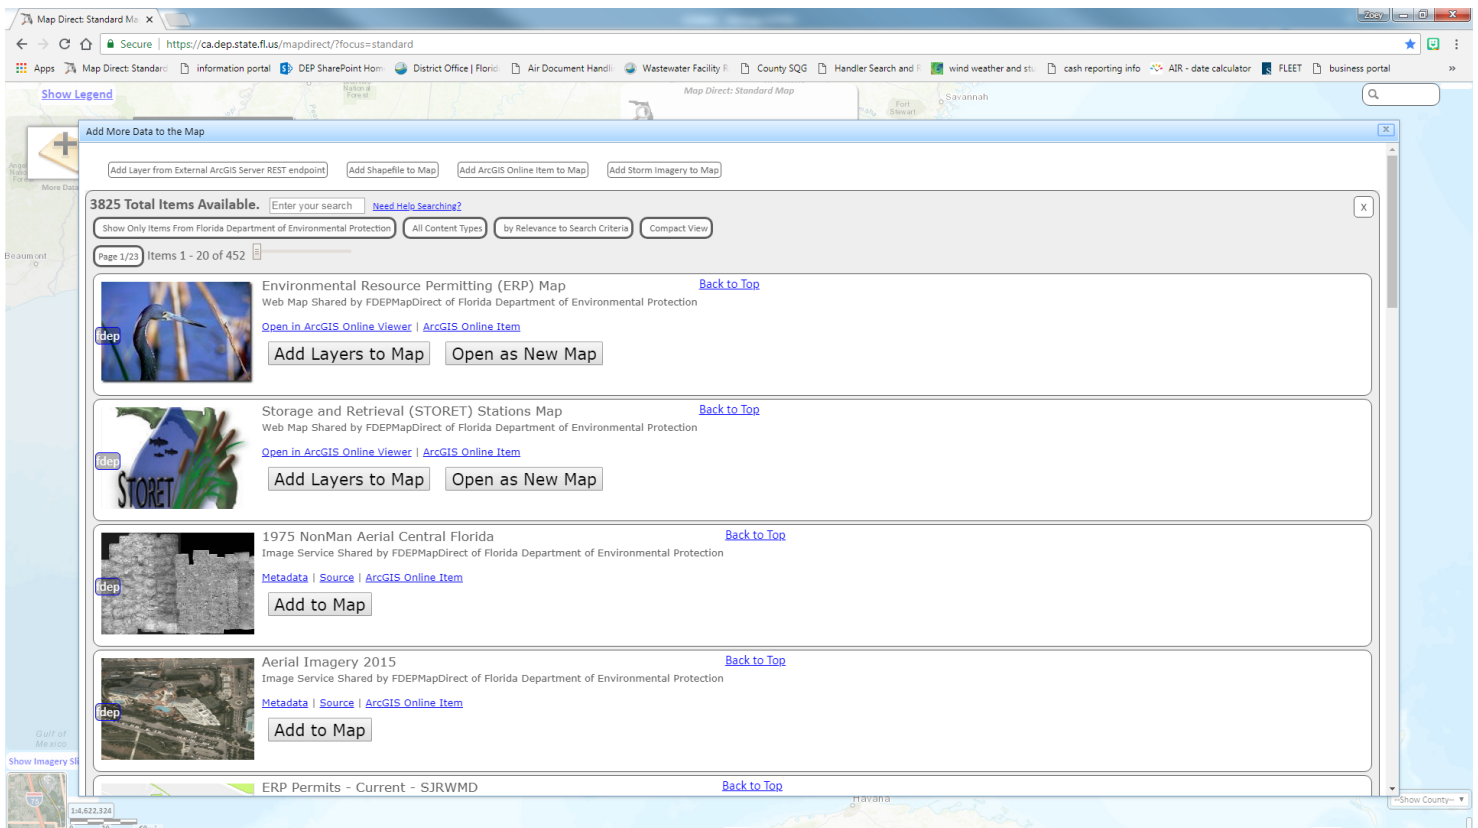 Map Direct: Standard Ma
Zoey
Secure | https://ca.dep.state.fl.us/mapdirect/?focus=standard
Apps Map Direct: Standard information portal DEP SharePoint Hom District Office | Florid Air Document Handl Wastewater Facility R County SQG Handler Search and F wind weather and stu cash reporting info AIR - date calculator FLEET business portal »
Show Legend
National Forest
Map Direct: Standard Map
Fort Stewart
Savannah
Add More Data to the Map
More Data
Add Layer from External ArcGIS Server REST endpoint Add Shapefile to Map Add ArcGIS Online Item to Map Add Storm Imagery to Map
3825 Total Items Available. Enter your search Need Help Searching? X
Show Only Items From Florida Department of Environmental Protection All Content Types by Relevance to Search Criteria Compact View
Page 1/23 Items 1 - 20 of 452
Beaumont
Environmental Resource Permitting (ERP) Map Back to Top
Web Map Shared by FDEPMapDirect of Florida Department of Environmental Protection
Open in ArcGIS Online Viewer | ArcGIS Online Item
fdep
Add Layers to Map Open as New Map
Storage and Retrieval (STORET) Stations Map Back to Top
Web Map Shared by FDEPMapDirect of Florida Department of Environmental Protection
Open in ArcGIS Online Viewer | ArcGIS Online Item
fdep
Add Layers to Map Open as New Map
STORET
1975 NonMan Aerial Central Florida Back to Top
Image Service Shared by FDEPMapDirect of Florida Department of Environmental Protection
Metadata | Source | ArcGIS Online Item
fdep
Add to Map
Aerial Imagery 2015 Back to Top
Image Service Shared by FDEPMapDirect of Florida Department of Environmental Protection
Metadata | Source | ArcGIS Online Item
fdep
Add to Map
Gulf of Mexico
Show Imagery Sli
ERP Permits - Current - SJRWMD Back to Top
Havana
--Show County--
75
1:4,622,324